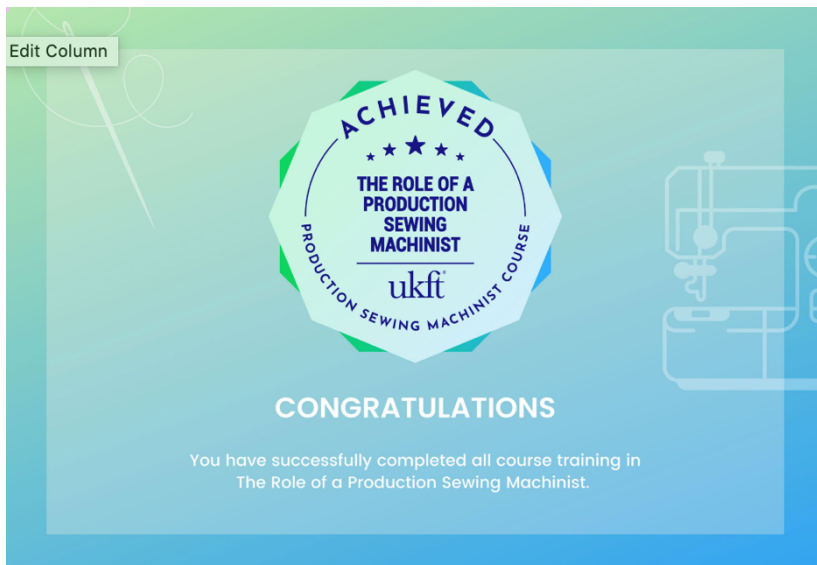 Edit Column
ACHIEVED
THE ROLE OF A
PRODUCTION
SEWING
MACHINIST
ukft
PRODUCTION SEWING MACHINIST COURSE
CONGRATULATIONS
You have successfully completed all course training in
The Role of a Production Sewing Machinist.